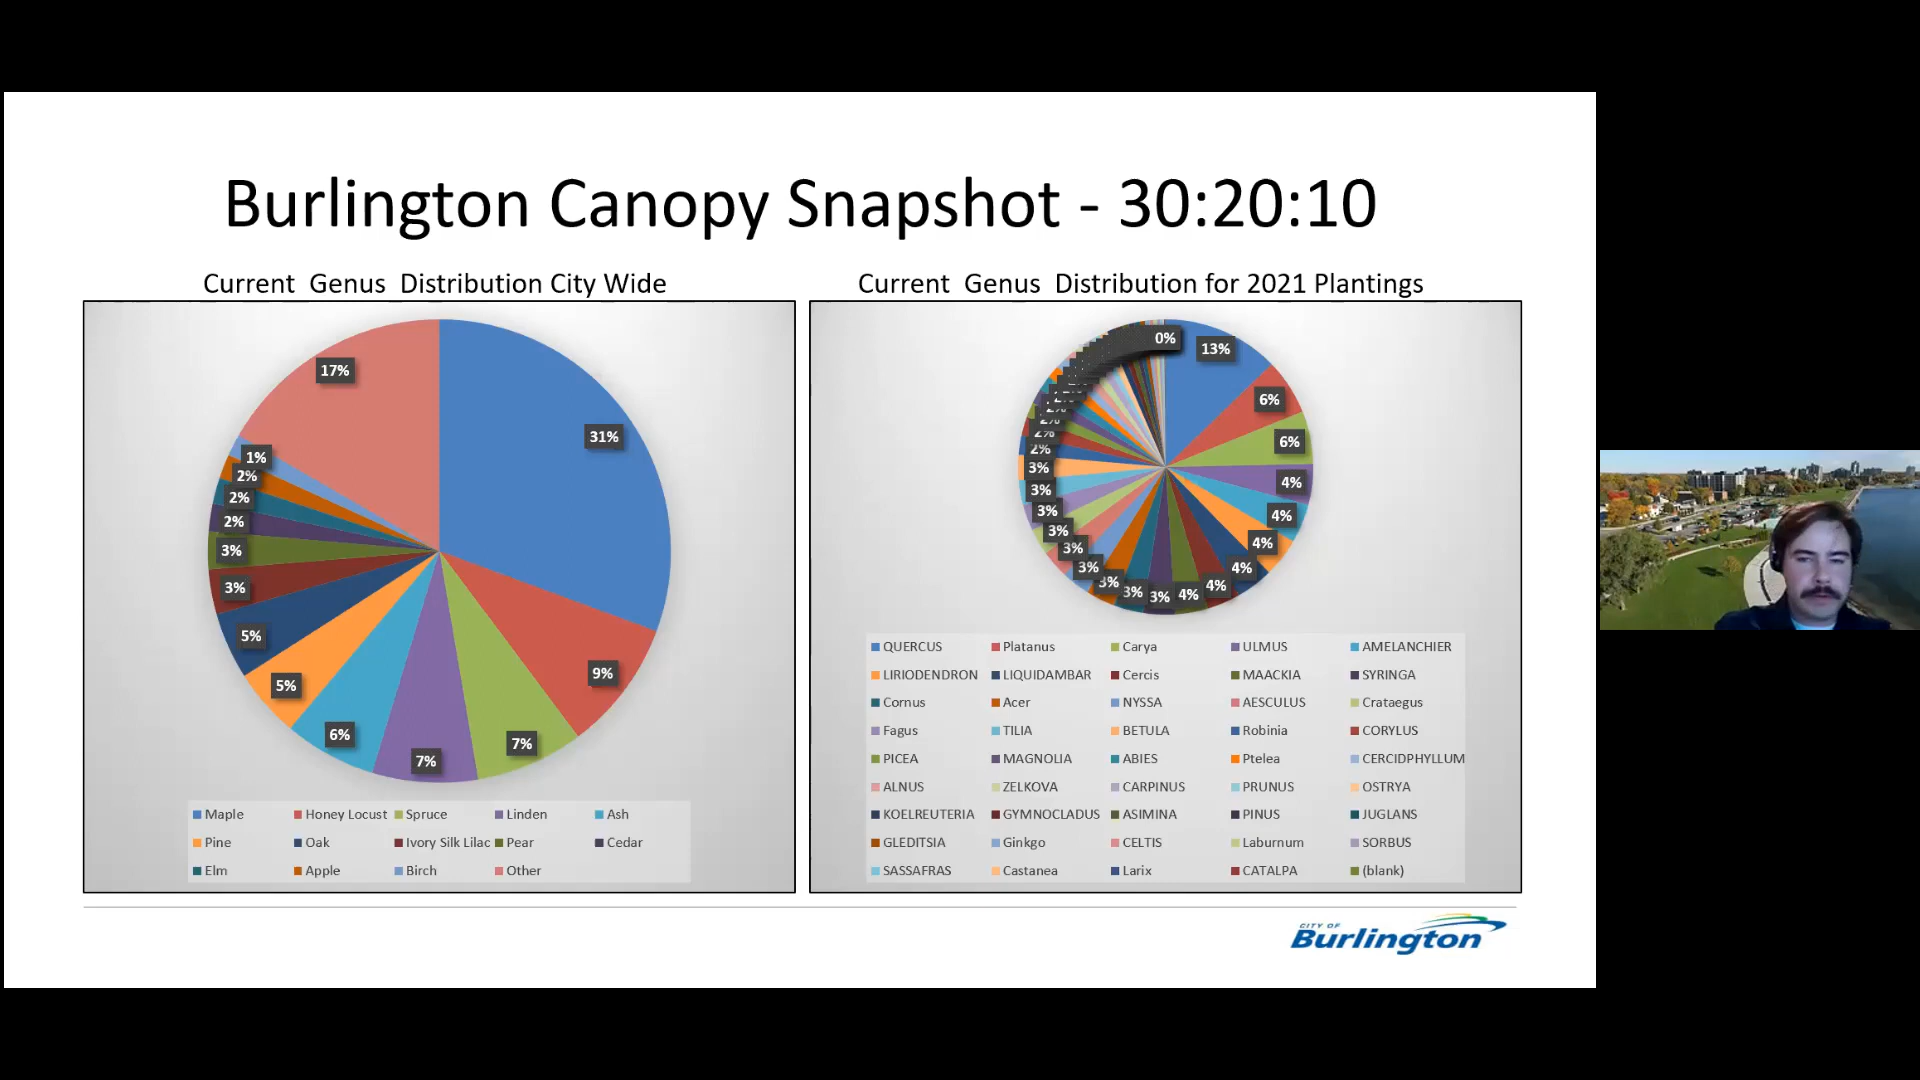 Burlington Canopy Snapshot - 30:20:10
Current Genus Distribution City Wide
17%
31%
1%
2%
2%
2%
3%
3%
5%
5%
6%
7%
7%
9%
Maple Honey Locust Spruce Linden Ash
Pine Oak Ivory Silk Lilac Pear Cedar
Elm Apple Birch Other
Current Genus Distribution for 2021 Plantings
0%
13%
6%
6%
4%
4%
4%
4%
4%
4%
3%
3%
3%
3%
3%
3%
3%
3%
3%
2%
2%
2%
QUERCUS Platanus Carya ULMUS AMELANCHIER
LIRIODENDRON LIQUIDAMBAR Cercis MAACKIA SYRINGA
Cornus Acer NYSSA AESCULUS Crataegus
Fagus TILIA BETULA Robinia CORYLUS
PICEA MAGNOLIA ABIES Ptelea CERCIDPHYLLUM
ALNUS ZELKOVA CARPINUS PRUNUS OSTRYA
KOELREUTERIA GYMNOCLADUS ASIMINA PINUS JUGLANS
GLEDITSIA Ginkgo CELTIS Laburnum SORBUS
SASSAFRAS Castanea Larix CATALPA (blank)
CITY OF
Burlington